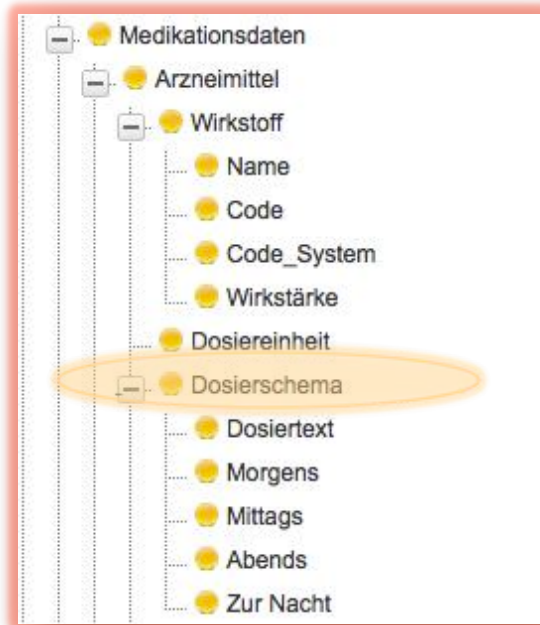 Medikationsdaten
Arzneimittel
Wirkstoff
Name
Code
Code_System
Wirkstärke
Dosiereinheit
Dosierschema
Dosiertext
Morgens
Mittags
Abends
Zur Nacht